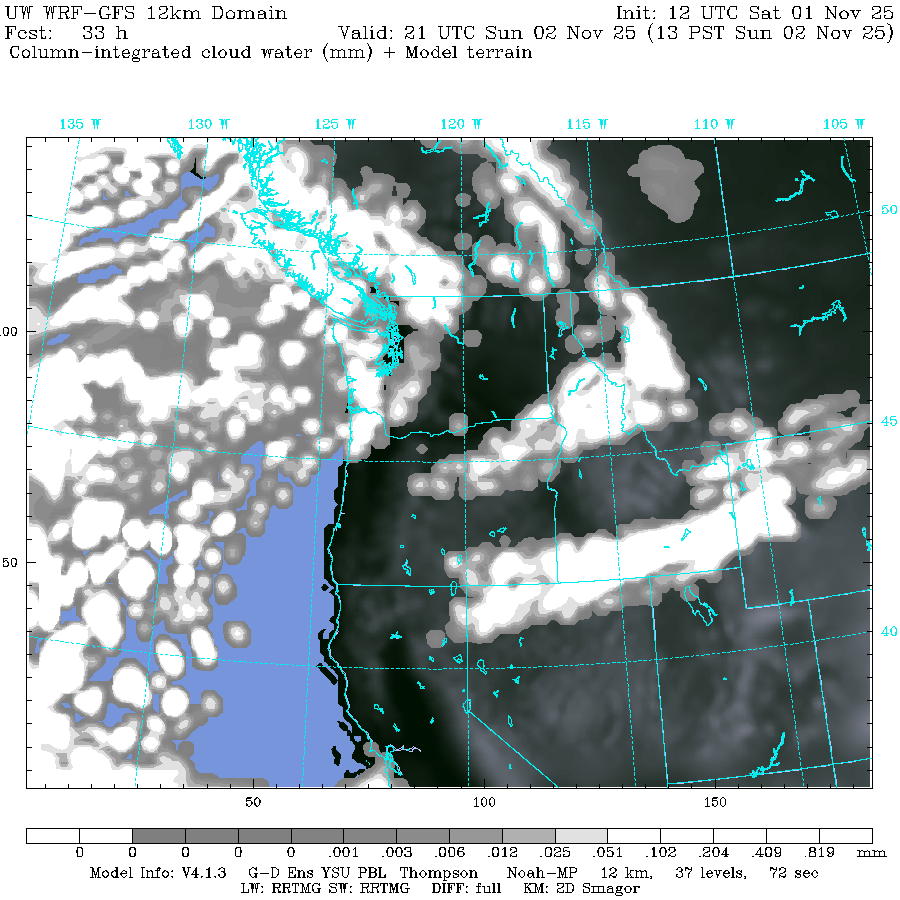 UW WRF-GFS 12km Domain Init: 12 UTC Sat 01 Nov 25
Fcst: 33 h Valid: 21 UTC Sun 02 Nov 25 (13 PST Sun 02 Nov 25)
Column-integrated cloud water (mm) + Model terrain
135 W 130 W 125 W 120 W 115 W 110 W 105 W
50
00
45
50
40
50 100 150
0 0 0 0 0 .001 .003 .006 .012 .025 .051 .102 .204 .409 .819 mm
Model Info: V4.1.3 G-D Ens YSU PBL Thompson Noah-MP 12 km, 37 levels, 72 sec
LW: RRTMG SW: RRTMG DIFF: full KM: 2D Smagor